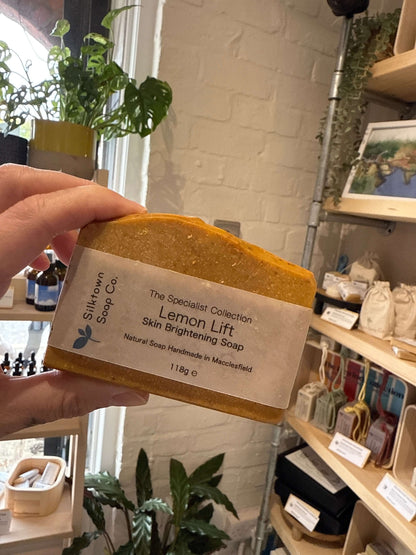 Silktown
Soap Co.
The Specialist Collection
Lemon Lift
Skin Brightening Soap
Natural Soap Handmade in Macclesfield
118g e